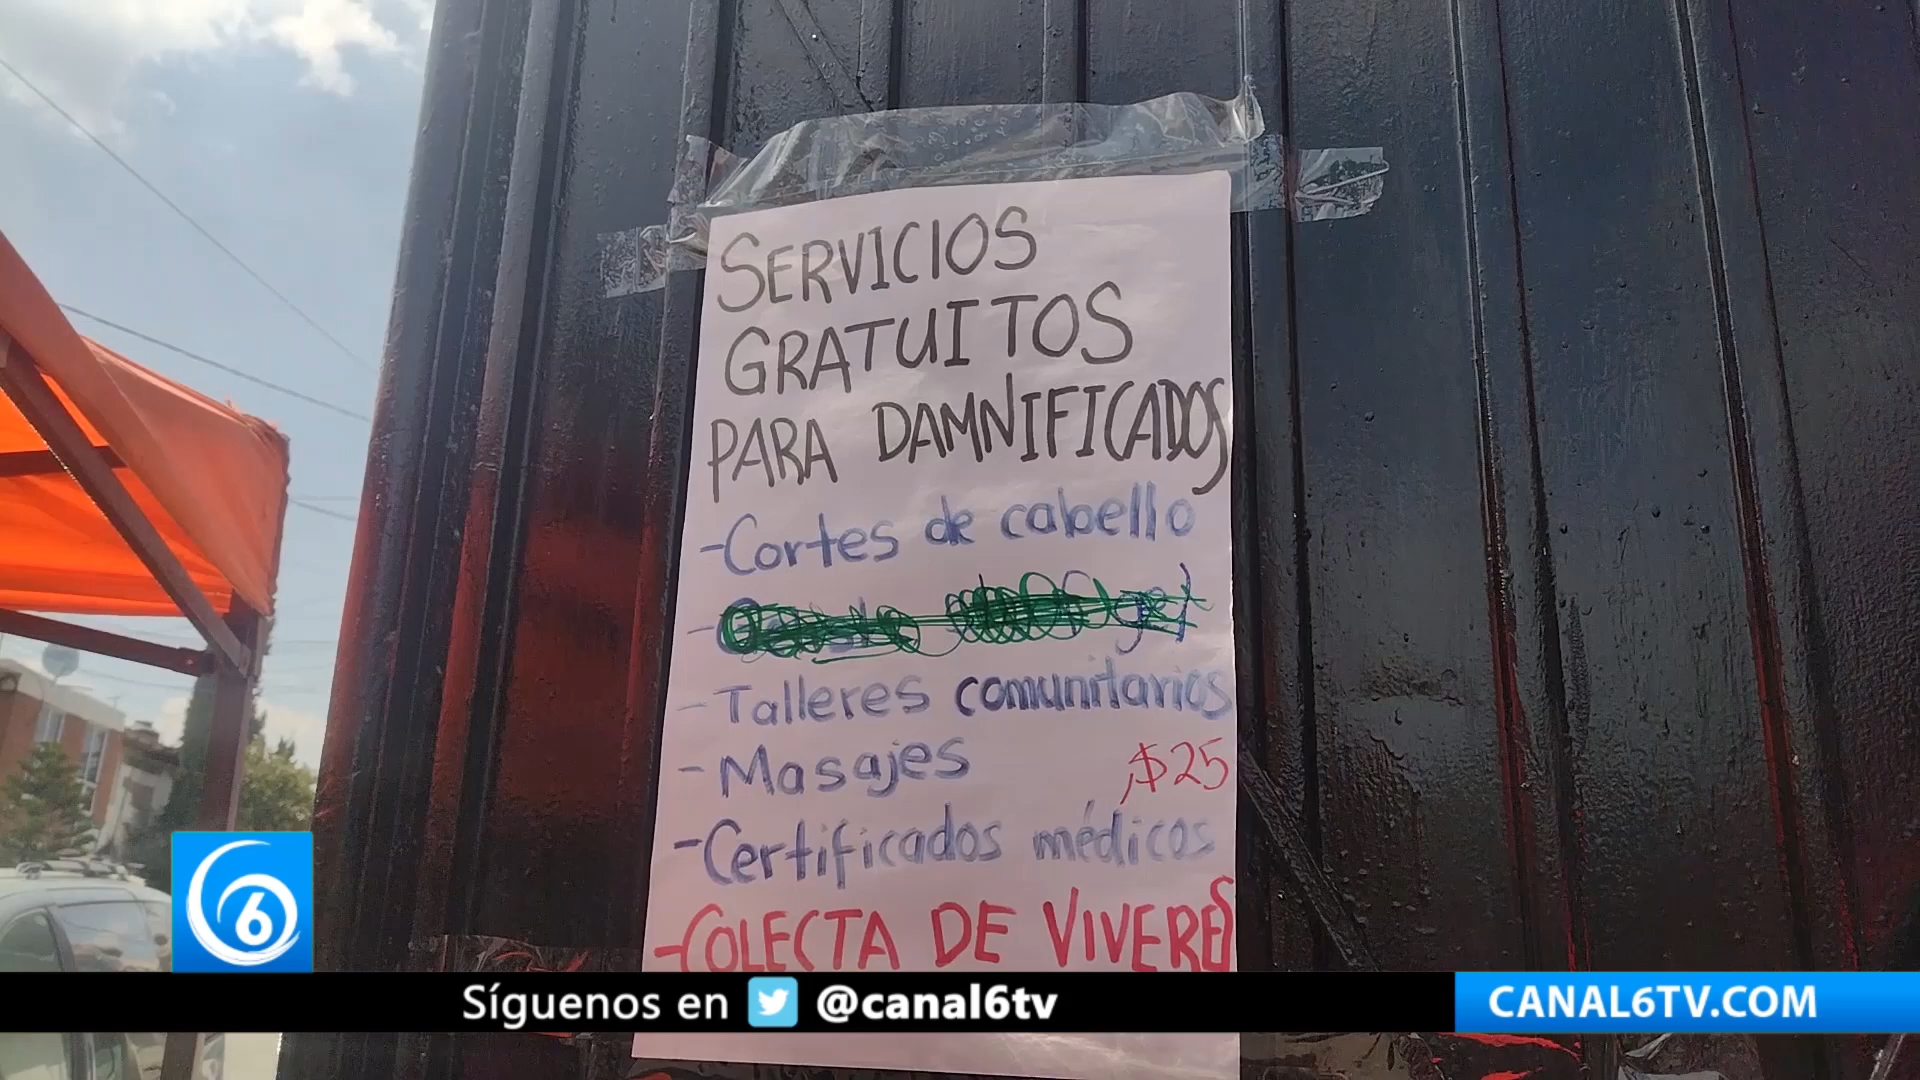 SERVICIOS
GRATUITOS
PARA DAMNIFICADOS
-Cortes de cabello
- Talleres comunitarios
- Masajes $25
-Certificados médicos
-COLECTA DE VIVERES
6
Síguenos en @canal6tv
CANAL6TV.COM